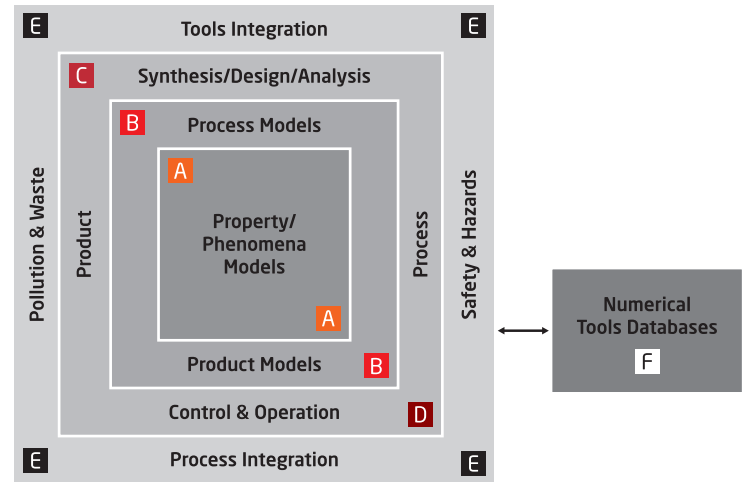 E
Tools Integration
E
C
Synthesis/Design/Analysis
B
Process Models
A
Pollution & Waste
Product
Property/
Phenomena
Models
Process
Safety & Hazards
A
Product Models
B
Control & Operation
D
E
Process Integration
E
Numerical
Tools Databases
F